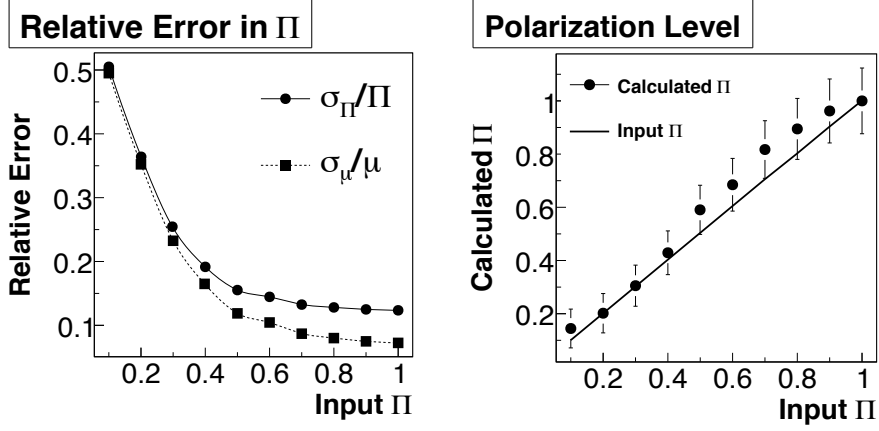 Relative Error in Π
Relative Error
0.5
0.4
0.3
0.2
0.1
σΠ/Π
σμ/μ
0.2 0.4 0.6 0.8 1
Input Π
Polarization Level
Calculated Π
1
0.8
0.6
0.4
0.2
Calculated Π
Input Π
0.2 0.4 0.6 0.8 1
Input Π